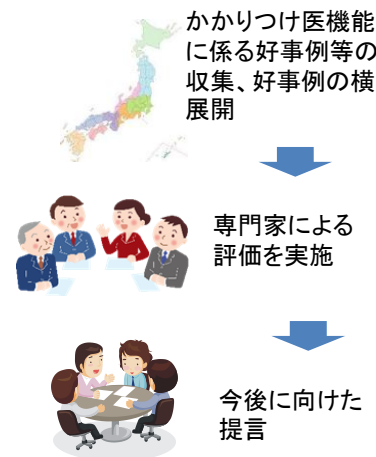 かかりつけ医機能
に係る好事例等の
収集、好事例の横
展開
専門家による
評価を実施
今後に向けた
提言